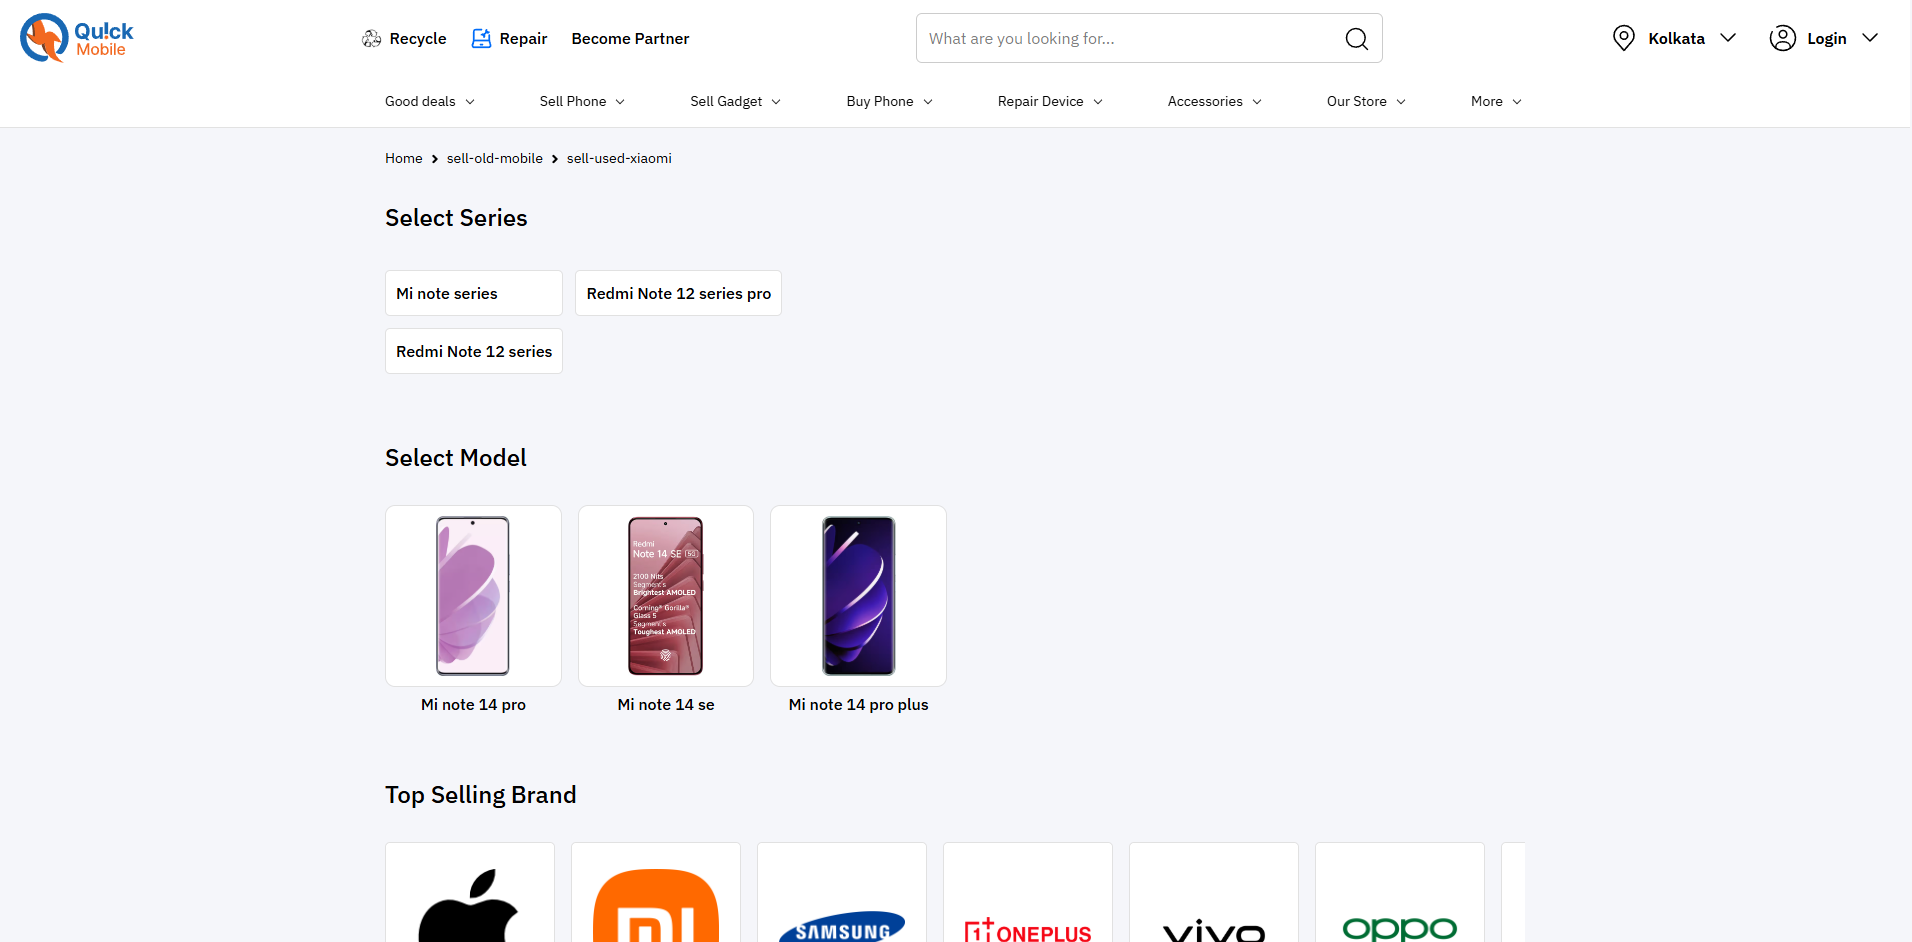 Qu!ck
Mobile
Recycle
Repair
Become Partner
What are you looking for...
Kolkata
Login
Good deals
Sell Phone
Sell Gadget
Buy Phone
Repair Device
Accessories
Our Store
More
Home
sell-old-mobile
sell-used-xiaomi
Select Series
Mi note series
Redmi Note 12 series pro
Redmi Note 12 series
Select Model
Redmi
Note 14 SE 5G
2100 Nits
Segment's
Brightest AMOLED
Corning® Gorilla®
Glass 5
Segment's
Toughest AMOLED
Mi note 14 pro
Mi note 14 se
Mi note 14 pro plus
Top Selling Brand
SAMSUNG
ONEPLUS
vivo
oppo